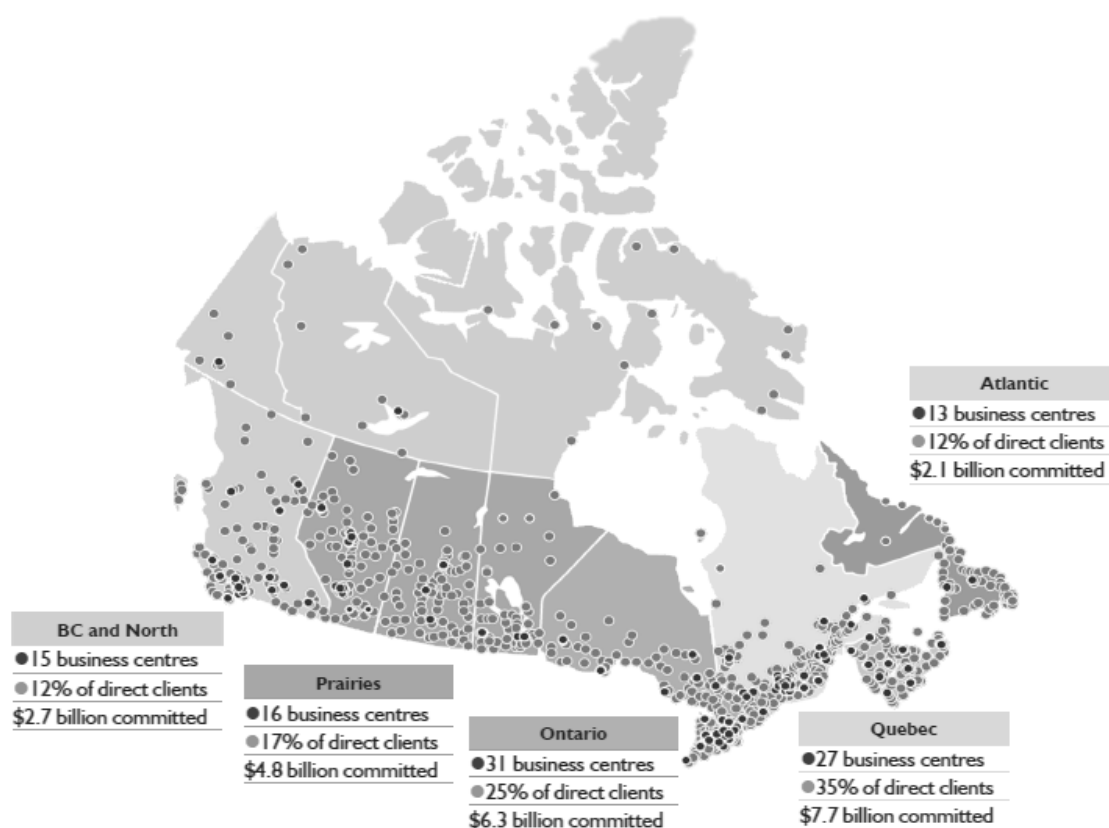 Atlantic
13 business centres
12% of direct clients
$2.1 billion committed
BC and North
15 business centres
12% of direct clients
$2.7 billion committed
Prairies
16 business centres
17% of direct clients
$4.8 billion committed
Ontario
31 business centres
25% of direct clients
$6.3 billion committed
Quebec
27 business centres
35% of direct clients
$7.7 billion committed